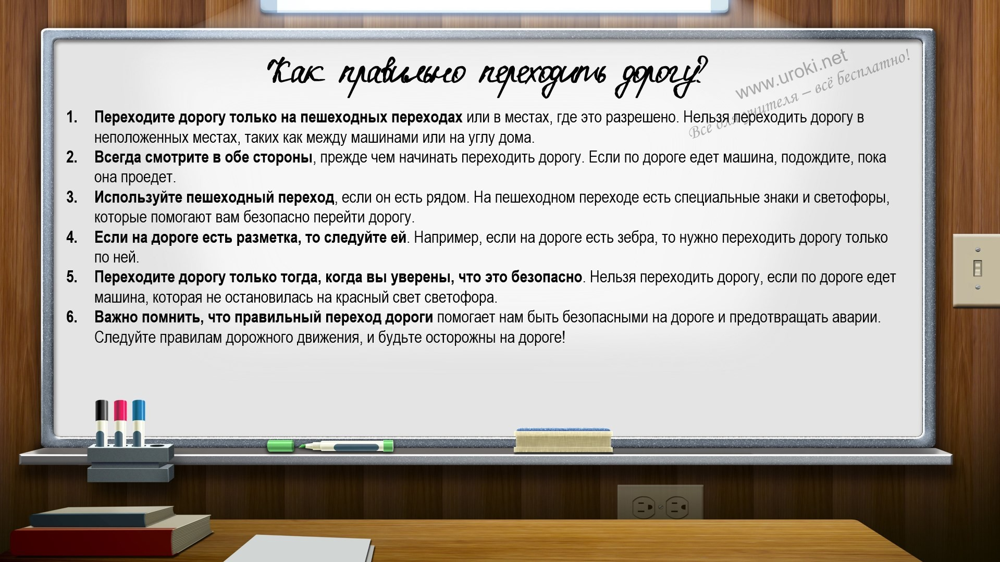 Как правильно переходить дорогу?
www.uroki.net
Все для учителя – всё бесплатно!
1. Переходите дорогу только на пешеходных переходах или в местах, где это разрешено. Нельзя переходить дорогу в
неположенных местах, таких как между машинами или на углу дома.
2. Всегда смотрите в обе стороны, прежде чем начинать переходить дорогу. Если по дороге едет машина, подождите, пока
она проедет.
3. Используйте пешеходный переход, если он есть рядом. На пешеходном переходе есть специальные знаки и светофоры,
которые помогают вам безопасно перейти дорогу.
4. Если на дороге есть разметка, то следуйте ей. Например, если на дороге есть зебра, то нужно переходить дорогу только
по ней.
5. Переходите дорогу только тогда, когда вы уверены, что это безопасно. Нельзя переходить дорогу, если по дороге едет
машина, которая не остановилась на красный свет светофора.
6. Важно помнить, что правильный переход дороги помогает нам быть безопасными на дороге и предотвращать аварии.
Следуйте правилам дорожного движения, и будьте осторожны на дороге!